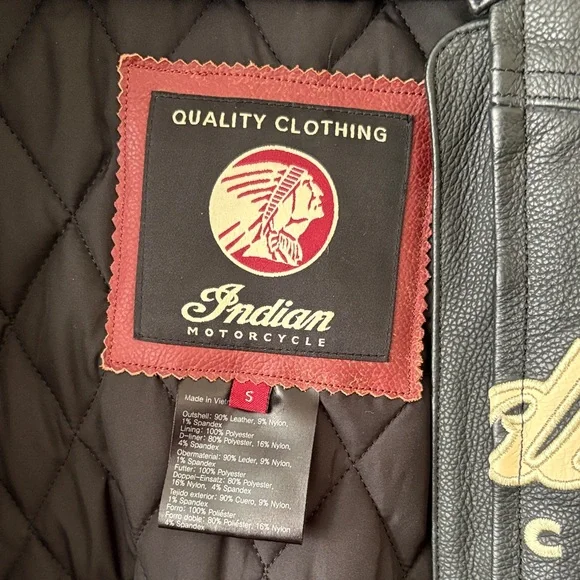 QUALITY CLOTHING
Indian
MOTORCYCLE
S
Made in
Outshell: 90% Leather, 9% Nylon,
1% Spandex
Lining: 100% Polyester
D-liner: 80% Polyester, 16% Nylon,
4% Spandex
Obermaterial: 90% Leder, 9% Nylon,
1% Spandex
Futter: 100% Polyester
Doppel-Einsatz: 80% Polyester,
16% Nylon, 4% Spandex
Tejido exterior: 90% Cuero, 9% Nylon,
1% Spandex
Forro: 100% Poliéster
Forro doble: 80% Poliéster, 16% Nylon
4% Spandex
C